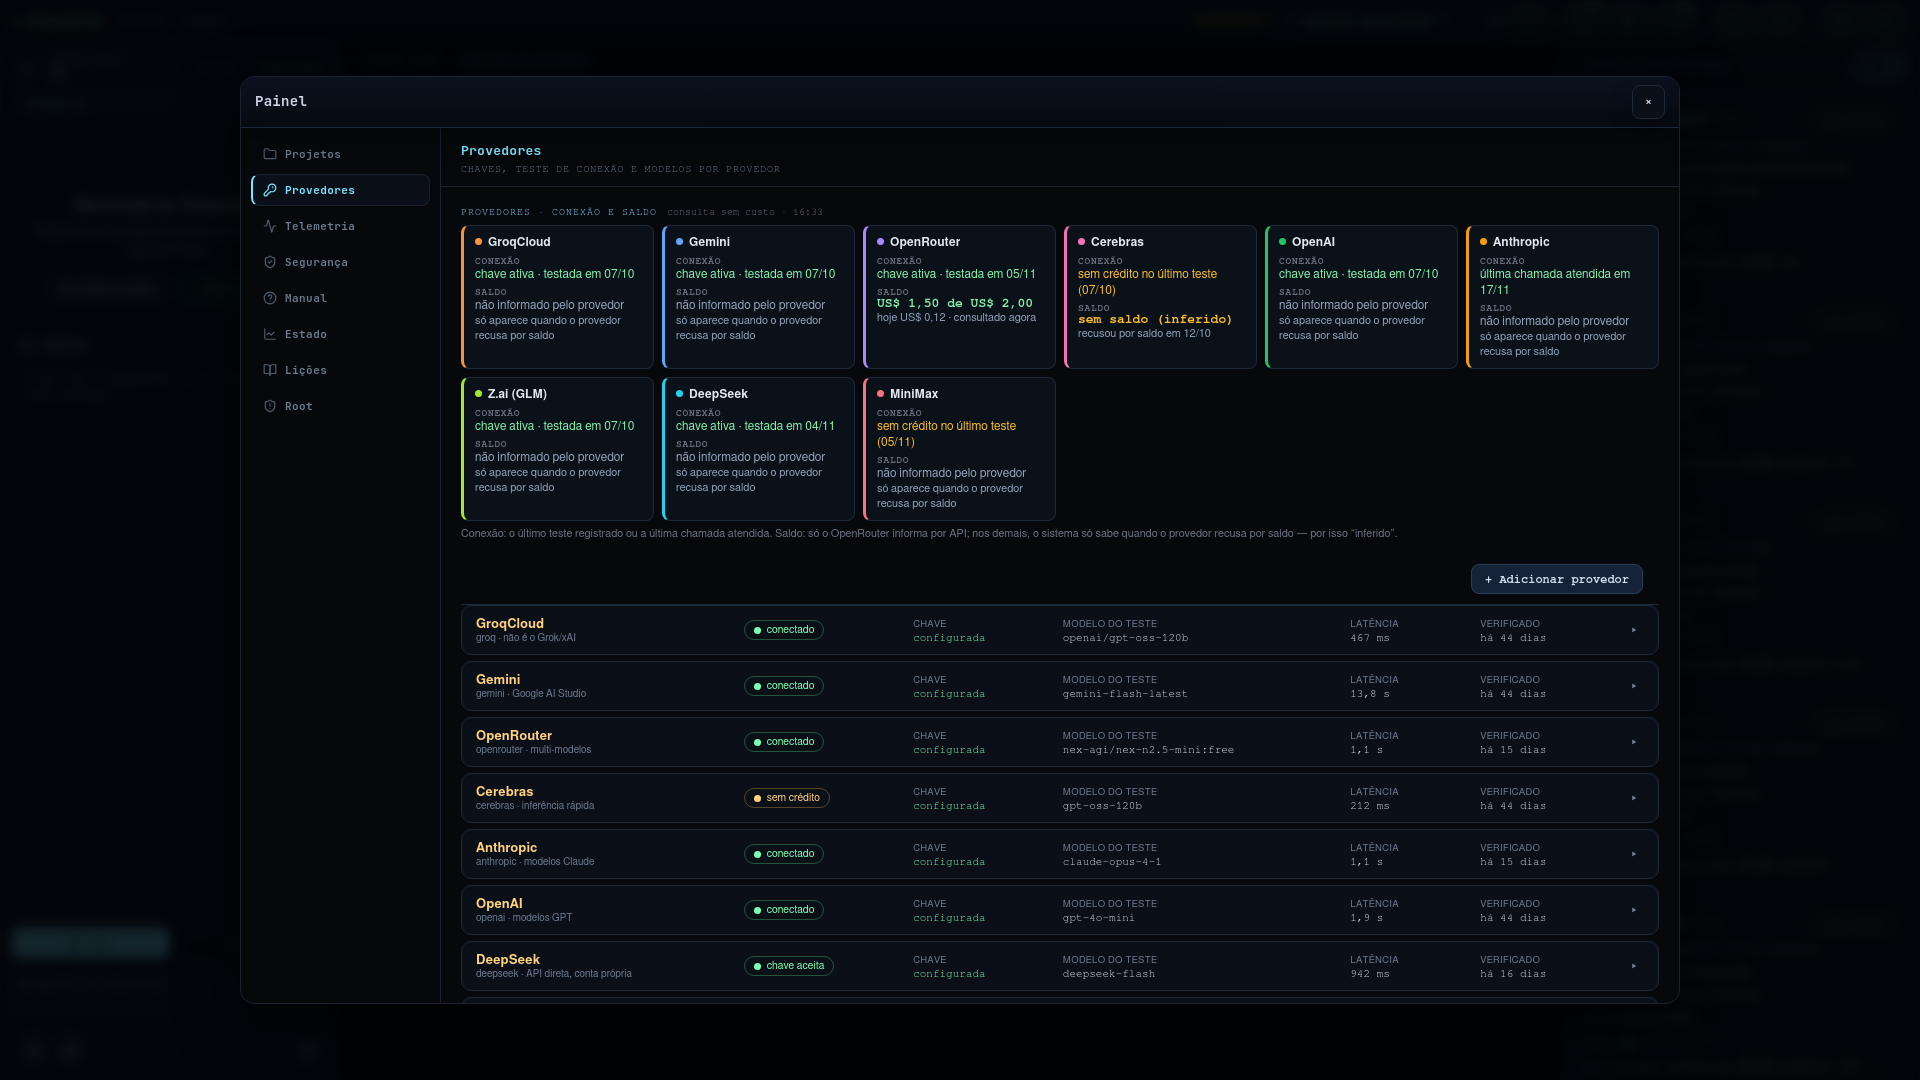 Painel
×
Projetos
Provedores
Telemetria
Segurança
Manual
Estado
Lições
Root
Provedores
CHAVES, TESTE DE CONEXÃO E MODELOS POR PROVEDOR
PROVEDORES · CONEXÃO E SALDO consulta sem custo · 16:33
GroqCloud
CONEXÃO
chave ativa · testada em 07/10
SALDO
não informado pelo provedor
só aparece quando o provedor
recusa por saldo
Gemini
CONEXÃO
chave ativa · testada em 07/10
SALDO
não informado pelo provedor
só aparece quando o provedor
recusa por saldo
OpenRouter
CONEXÃO
chave ativa · testada em 05/11
SALDO
US$ 1,50 de US$ 2,00
hoje US$ 0,12 · consultado agora
Cerebras
CONEXÃO
sem crédito no último teste
(07/10)
SALDO
sem saldo (inferido)
recusou por saldo em 12/10
OpenAI
CONEXÃO
chave ativa · testada em 07/10
SALDO
não informado pelo provedor
só aparece quando o provedor
recusa por saldo
Anthropic
CONEXÃO
última chamada atendida em
17/11
SALDO
não informado pelo provedor
só aparece quando o provedor
recusa por saldo
Z.ai (GLM)
CONEXÃO
chave ativa · testada em 07/10
SALDO
não informado pelo provedor
só aparece quando o provedor
recusa por saldo
DeepSeek
CONEXÃO
chave ativa · testada em 04/11
SALDO
não informado pelo provedor
só aparece quando o provedor
recusa por saldo
MiniMax
CONEXÃO
sem crédito no último teste
(05/11)
SALDO
não informado pelo provedor
só aparece quando o provedor
recusa por saldo
Conexão: o último teste registrado ou a última chamada atendida. Saldo: só o OpenRouter informa por API; nos demais, o sistema só sabe quando o provedor recusa por saldo — por isso “inferido”.
+ Adicionar provedor
GroqCloud
groq · não é o Grok/xAI
conectado
CHAVE
configurada
MODELO DO TESTE
openai/gpt-oss-120b
LATÊNCIA
467 ms
VERIFICADO
há 44 dias
Gemini
gemini · Google AI Studio
conectado
CHAVE
configurada
MODELO DO TESTE
gemini-flash-latest
LATÊNCIA
13,8 s
VERIFICADO
há 44 dias
OpenRouter
openrouter · multi-modelos
conectado
CHAVE
configurada
MODELO DO TESTE
nex-agi/nex-n2.5-mini:free
LATÊNCIA
1,1 s
VERIFICADO
há 15 dias
Cerebras
cerebras · inferência rápida
sem crédito
CHAVE
configurada
MODELO DO TESTE
gpt-oss-120b
LATÊNCIA
212 ms
VERIFICADO
há 44 dias
Anthropic
anthropic · modelos Claude
conectado
CHAVE
configurada
MODELO DO TESTE
claude-opus-4-1
LATÊNCIA
1,1 s
VERIFICADO
há 15 dias
OpenAI
openai · modelos GPT
conectado
CHAVE
configurada
MODELO DO TESTE
gpt-4o-mini
LATÊNCIA
1,9 s
VERIFICADO
há 44 dias
DeepSeek
deepseek · API direta, conta própria
chave aceita
CHAVE
configurada
MODELO DO TESTE
deepseek-flash
LATÊNCIA
942 ms
VERIFICADO
há 16 dias